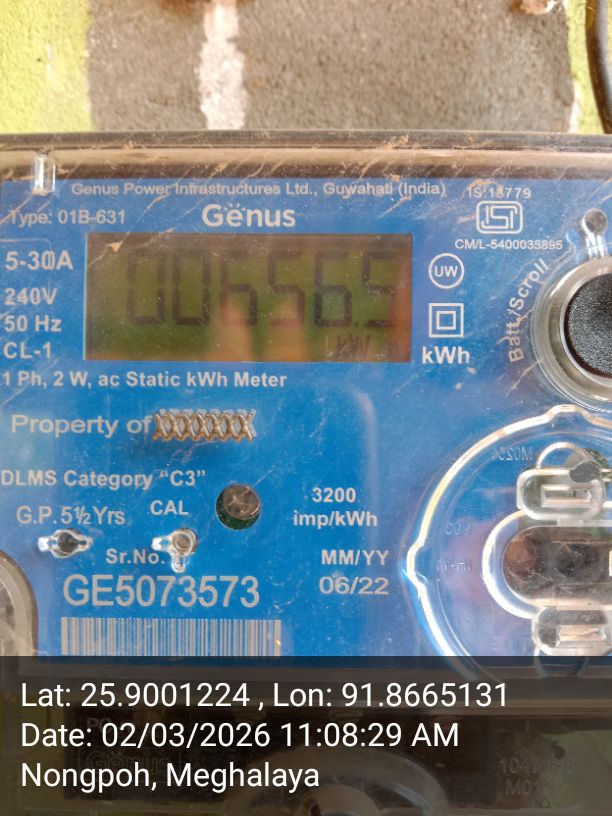 Genus Power Infrastructures Ltd., Guwahati (India)
IS 13779
Type: 01B-631
Genus
ISI
CM/L-5400035895
5-30A
00656.5
UW
240V
50 Hz
CL-1
kWh
Batt./Scroll
1 Ph, 2 W, ac Static kWh Meter
Property of
M0254
DLMS Category "C3"
G.P. 5½ Yrs
CAL
3200
imp/kWh
Sr.No.
MM/YY
GE5073573
06/22
Lat: 25.9001224 , Lon: 91.8665131
Date: 02/03/2026 11:08:29 AM
Nongpoh, Meghalaya